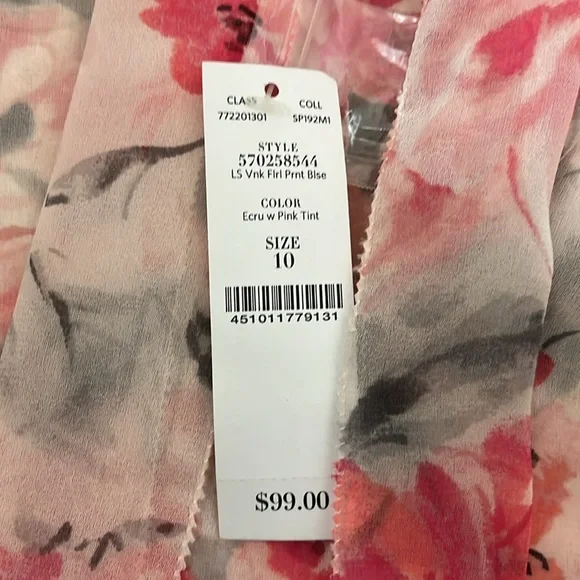 CLASS COLL
772201301 SP192M1
STYLE
570258544
LS Vnk Flrl Prnt Blse
COLOR
Ecru w Pink Tint
SIZE
10
451011779131
$99.00